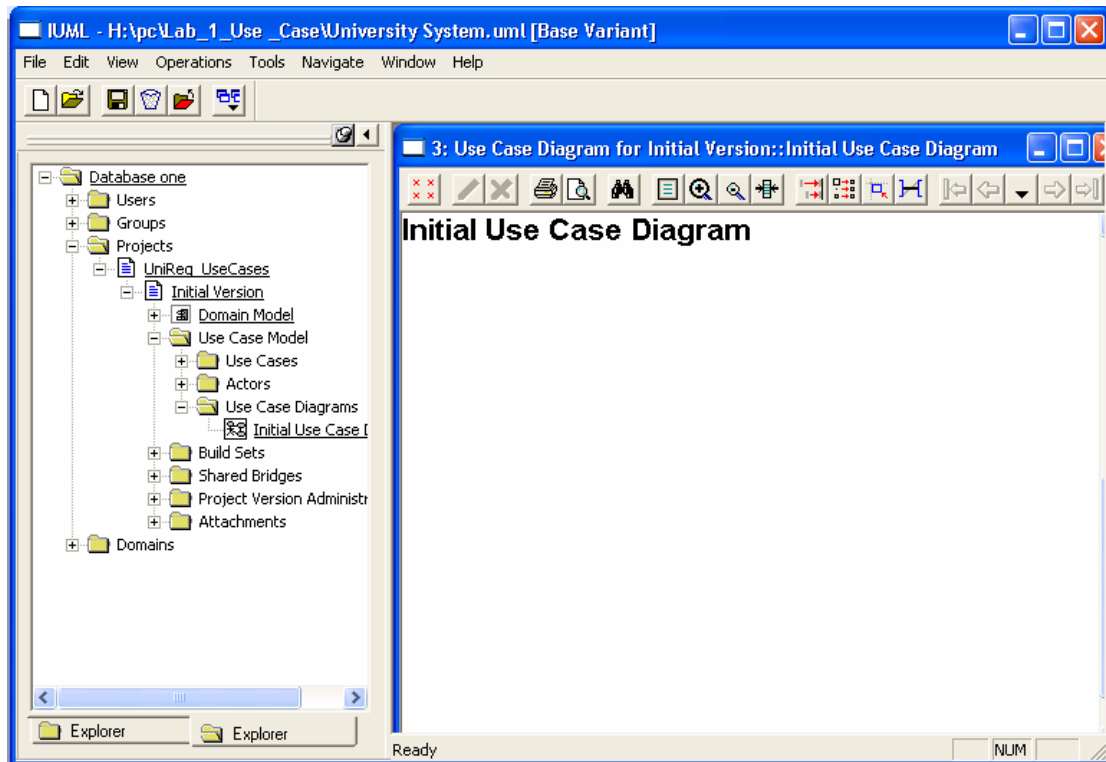 IUML - H:\pc\Lab_1_Use _Case\University System.uml [Base Variant]
File Edit View Operations Tools Navigate Window Help
3: Use Case Diagram for Initial Version::Initial Use Case Diagram
Initial Use Case Diagram
Database one
Users
Groups
Projects
UniReq_UseCases
Initial Version
Domain Model
Use Case Model
Use Cases
Actors
Use Case Diagrams
Initial Use Case D
Build Sets
Shared Bridges
Project Version Administr
Attachments
Domains
Explorer Explorer
Ready NUM